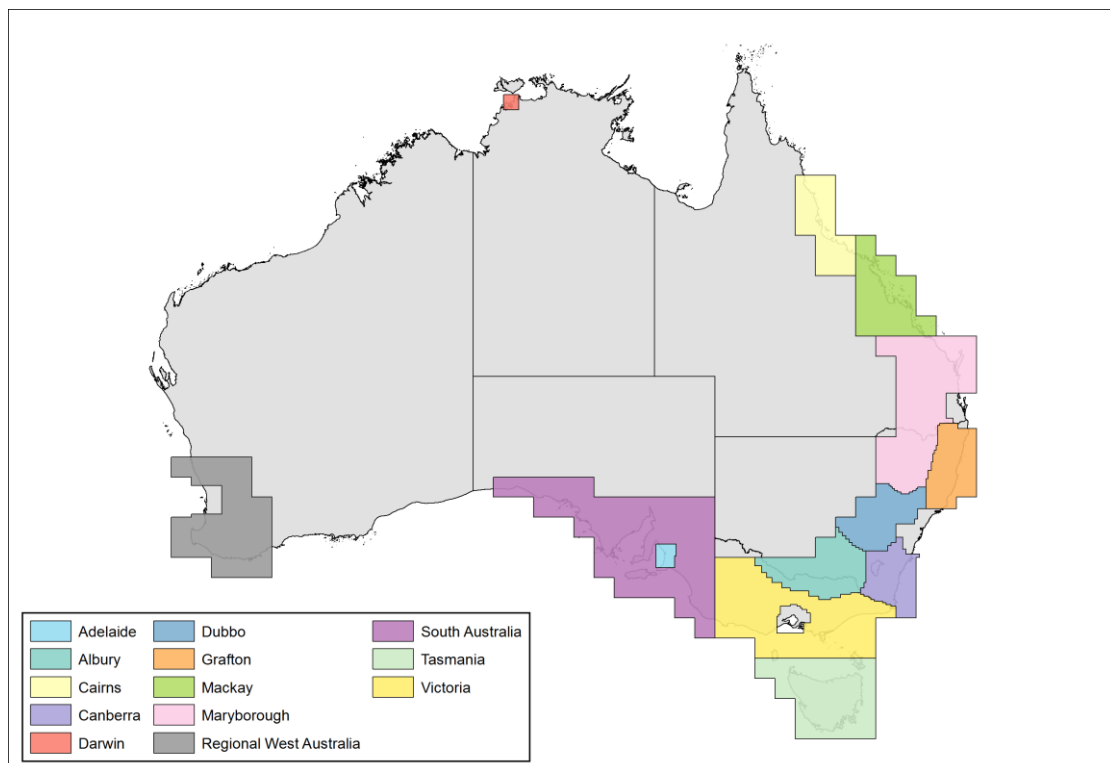 Adelaide
Albury
Cairns
Canberra
Darwin
Dubbo
Grafton
Mackay
Maryborough
Regional West Australia
South Australia
Tasmania
Victoria